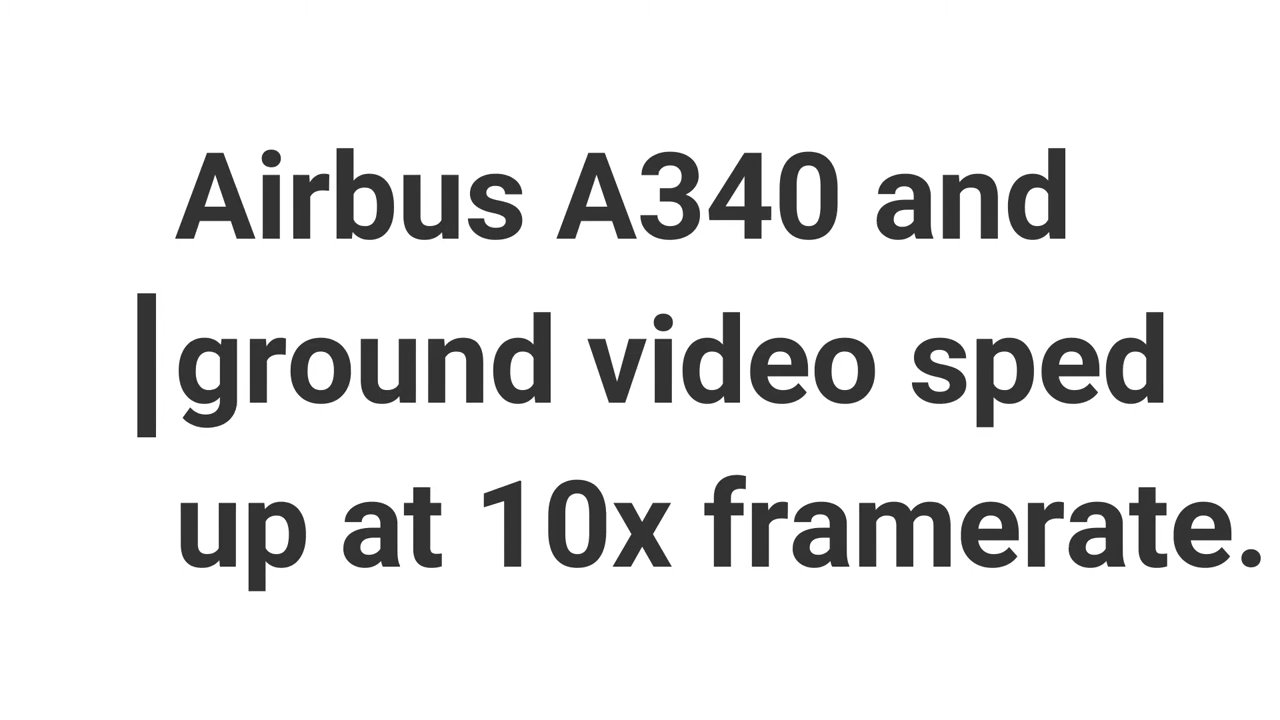 Airbus A340 and
ground video sped
up at 10x framerate.